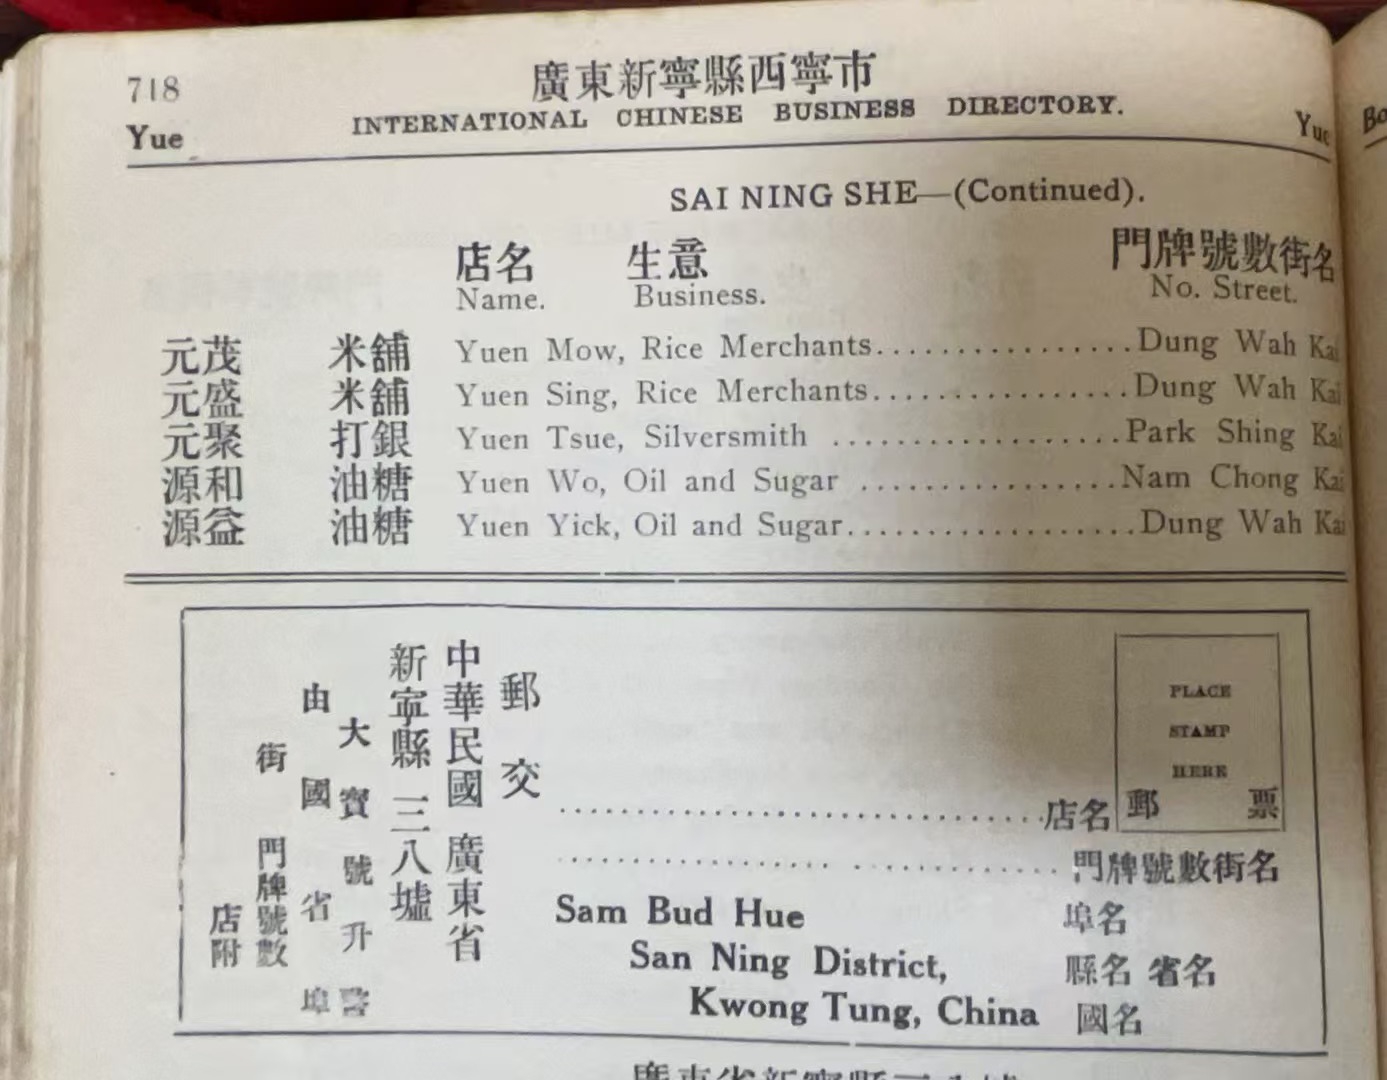 718
廣東新寧縣西寧市
INTERNATIONAL CHINESE BUSINESS DIRECTORY.
Yue
Yue
SAI NING SHE—(Continued).
店名 生意 門牌號數街名
Name. Business. No. Street.
元茂 米舖 Yuen Mow, Rice Merchants................Dung Wah Kai
元盛 米舖 Yuen Sing, Rice Merchants................Dung Wah Kai
元聚 打銀 Yuen Tsue, Silversmith ..................Park Shing Kai
源和 油糖 Yuen Wo, Oil and Sugar ................Nam Chong Kai
源益 油糖 Yuen Yick, Oil and Sugar..................Dung Wah Kai
PLACE
STAMP
HERE
郵票
郵交
中華民國廣東省
新寧縣三八墟
大寶號升
由國省埠
街門牌號數
店附
店名
門牌號數街名
Sam Bud Hue 埠名
San Ning District, 縣名 省名
Kwong Tung, China 國名